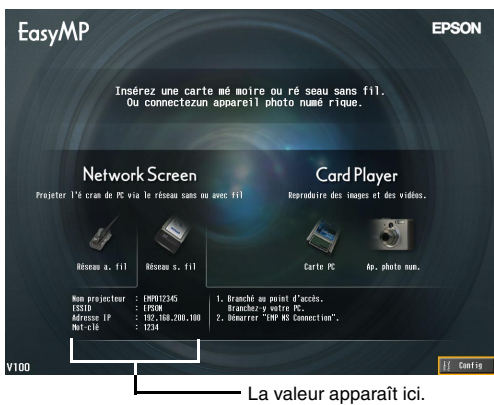 EasyMP
EPSON
Insérez une carte mé moire ou ré seau sans fil.
Ou connectezun appareil photo numé rique.
Network Screen
Projeter l'é cran de PC via le réseau sans ou avec fil
Réseau a. fil
Réseau s. fil
Card Player
Reproduire des images et des vidéos.
Carte PC
Ap. photo num.
Nom projecteur : EMP012345
ESSID : EPSON
Adresse IP : 192.168.200.100
Mot-clé : 1234
1. Branché au point d'accès.
Branchez-y votre PC.
2. Démarrer "EMP NS Connection".
V100
Config
La valeur apparaît ici.